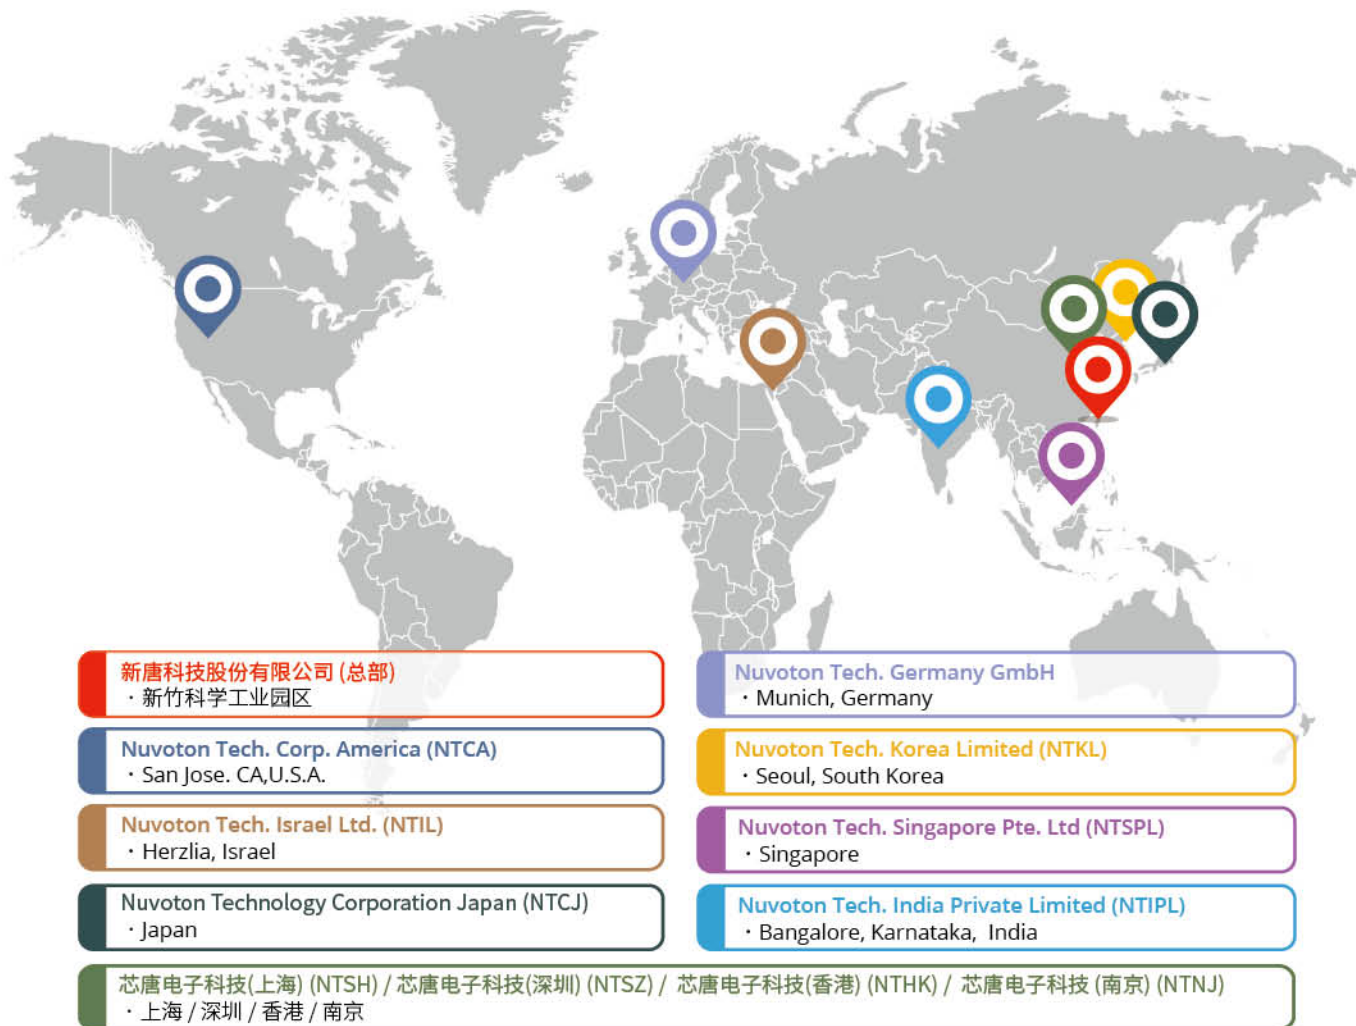 新唐科技股份有限公司 (总部)
· 新竹科学工业园区
Nuvoton Tech. Corp. America (NTCA)
· San Jose. CA,U.S.A.
Nuvoton Tech. Israel Ltd. (NTIL)
· Herzlia, Israel
Nuvoton Technology Corporation Japan (NTCJ)
· Japan
Nuvoton Tech. Germany GmbH
· Munich, Germany
Nuvoton Tech. Korea Limited (NTKL)
· Seoul, South Korea
Nuvoton Tech. Singapore Pte. Ltd (NTSPL)
· Singapore
Nuvoton Tech. India Private Limited (NTIPL)
· Bangalore, Karnataka, India
芯唐电子科技(上海) (NTSH) / 芯唐电子科技(深圳) (NTSZ) / 芯唐电子科技(香港) (NTHK) / 芯唐电子科技 (南京) (NTNJ)
· 上海 / 深圳 / 香港 / 南京